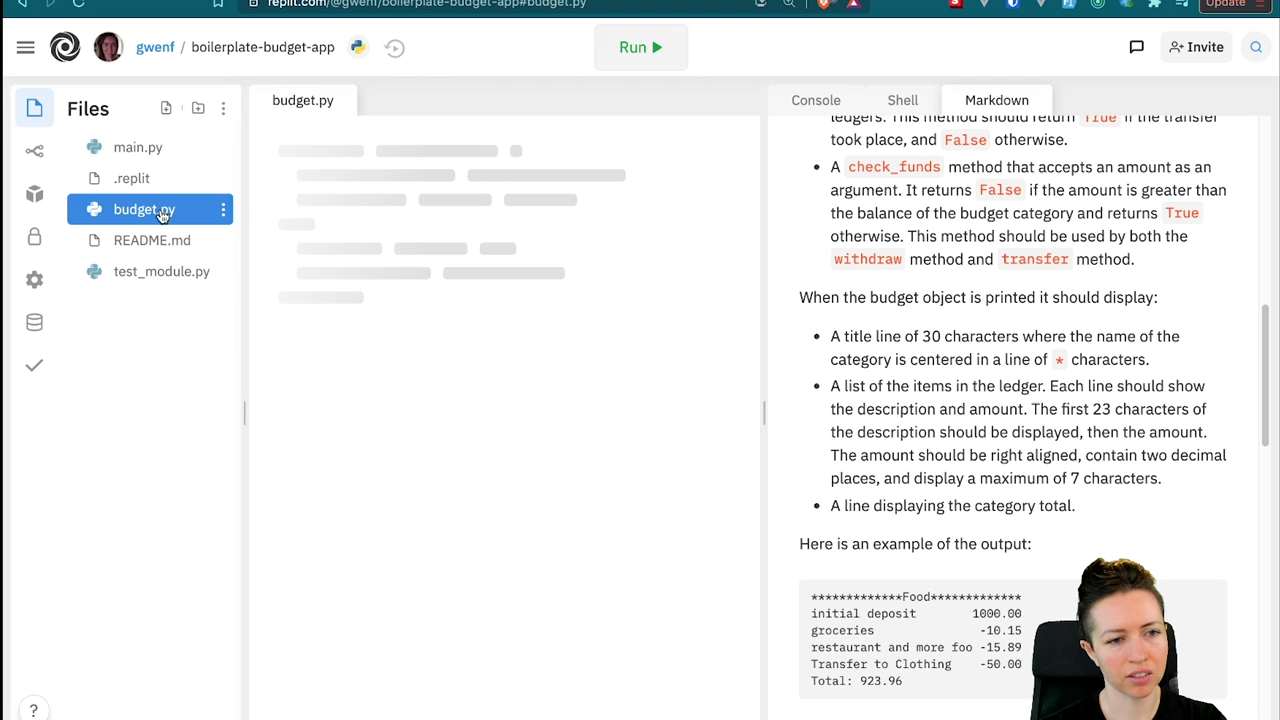 replit.com/@gwenf/boilerplate-budget-app#budget.py
Update
gwenf / boilerplate-budget-app
Run
Invite
Files
main.py
.replit
budget.py
README.md
test_module.py
?
budget.py
Console
Shell
Markdown
ledgers. This method should return True if the transfer
took place, and False otherwise.
• A check_funds method that accepts an amount as an
argument. It returns False if the amount is greater than
the balance of the budget category and returns True
otherwise. This method should be used by both the
withdraw method and transfer method.
When the budget object is printed it should display:
• A title line of 30 characters where the name of the
category is centered in a line of * characters.
• A list of the items in the ledger. Each line should show
the description and amount. The first 23 characters of
the description should be displayed, then the amount.
The amount should be right aligned, contain two decimal
places, and display a maximum of 7 characters.
• A line displaying the category total.
Here is an example of the output:
*************Food*************
initial deposit        1000.00
groceries               -10.15
restaurant and more foo -15.89
Transfer to Clothing    -50.00
Total: 923.96